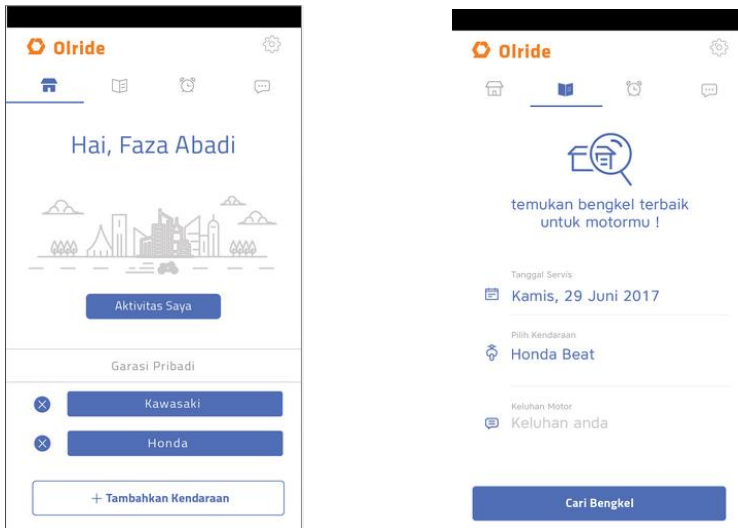 Olride
Hai, Faza Abadi
Aktivitas Saya
Garasi Pribadi
Kawasaki
Honda
+ Tambahkan Kendaraan
Olride
temukan bengkel terbaik
untuk motormu !
Tanggal Servis
Kamis, 29 Juni 2017
Pilih Kendaraan
Honda Beat
Keluhan Motor
Keluhan anda
Cari Bengkel